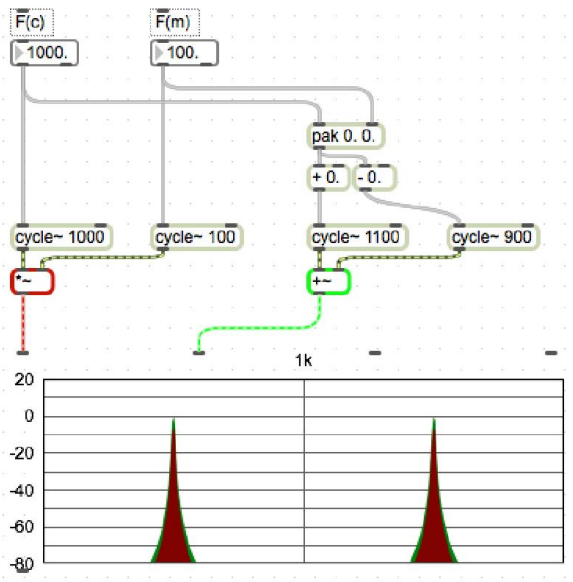 F(c) F(m)
1000. 100.
pak 0. 0.
+ 0. - 0.
cycle~ 1000 cycle~ 100 cycle~ 1100 cycle~ 900
*~ +~
1k
20
0
-20
-40
-60
-80